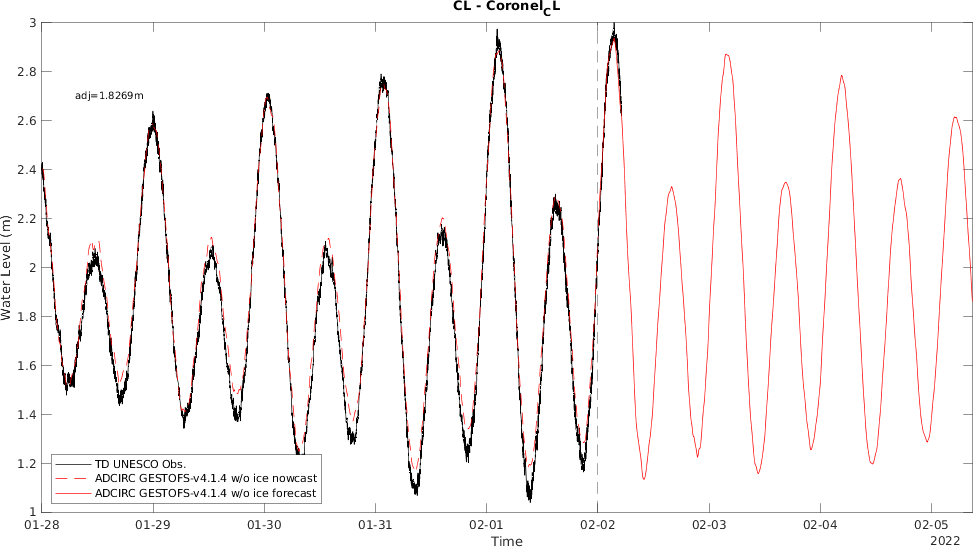 CL - Coronel_CL
3
2.8
2.6
2.4
2.2
2
1.8
1.6
1.4
1.2
1
Water Level (m)
adj=1.8269m
TD UNESCO Obs.
ADCIRC GESTOFS-v4.1.4 w/o ice nowcast
ADCIRC GESTOFS-v4.1.4 w/o ice forecast
01-28 01-29 01-30 01-31 02-01 02-02 02-03 02-04 02-05
Time
2022